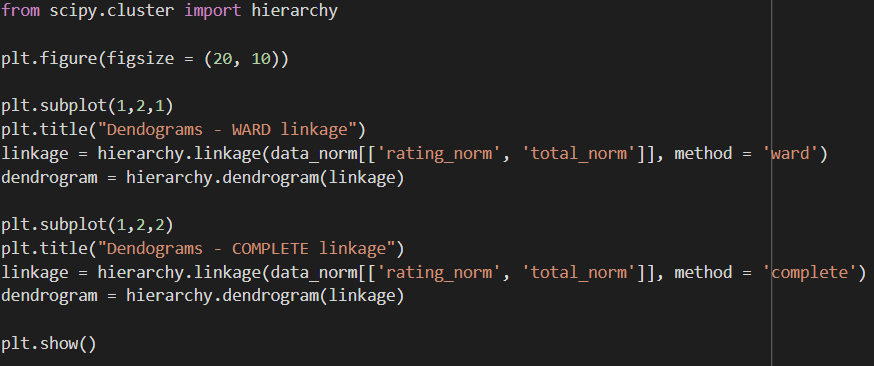 from scipy.cluster import hierarchy
plt.figure(figsize = (20, 10))
plt.subplot(1,2,1)
plt.title("Dendograms - WARD linkage")
linkage = hierarchy.linkage(data_norm[['rating_norm', 'total_norm']], method = 'ward')
dendrogram = hierarchy.dendrogram(linkage)
plt.subplot(1,2,2)
plt.title("Dendograms - COMPLETE linkage")
linkage = hierarchy.linkage(data_norm[['rating_norm', 'total_norm']], method = 'complete')
dendrogram = hierarchy.dendrogram(linkage)
plt.show()